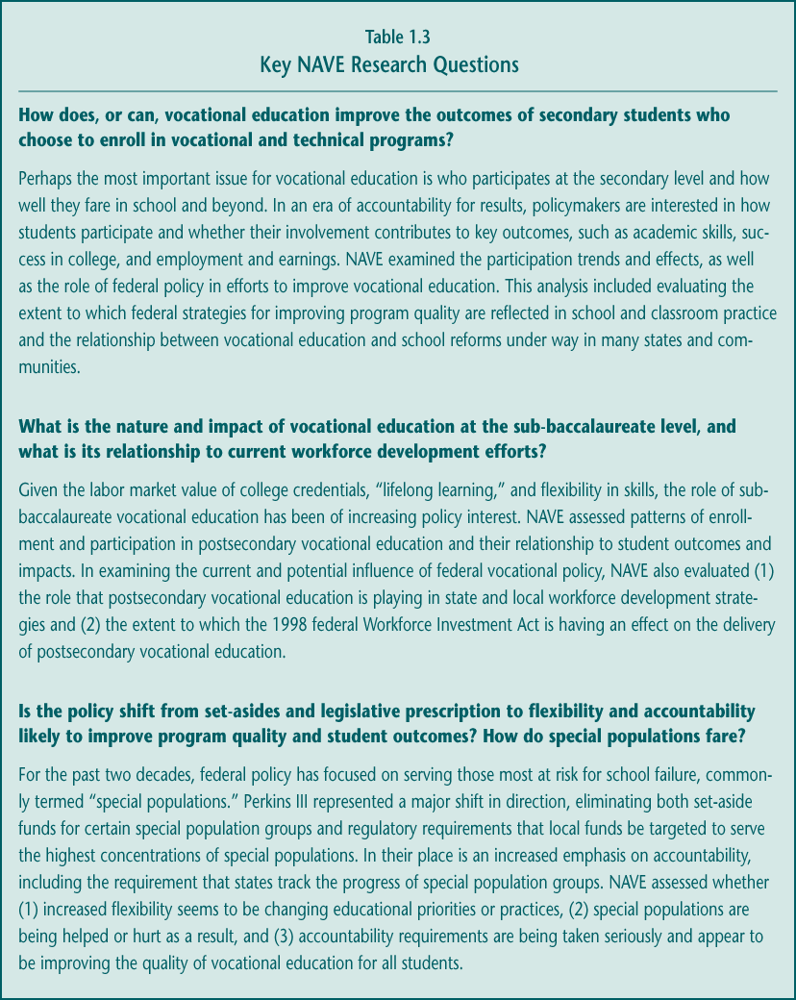 Table 1.3
Key NAVE Research Questions
How does, or can, vocational education improve the outcomes of secondary students who
choose to enroll in vocational and technical programs?
Perhaps the most important issue for vocational education is who participates at the secondary level and how
well they fare in school and beyond. In an era of accountability for results, policymakers are interested in how
students participate and whether their involvement contributes to key outcomes, such as academic skills, suc-
cess in college, and employment and earnings. NAVE examined the participation trends and effects, as well
as the role of federal policy in efforts to improve vocational education. This analysis included evaluating the
extent to which federal strategies for improving program quality are reflected in school and classroom practice
and the relationship between vocational education and school reforms under way in many states and com-
munities.
What is the nature and impact of vocational education at the sub-baccalaureate level, and
what is its relationship to current workforce development efforts?
Given the labor market value of college credentials, “lifelong learning,” and flexibility in skills, the role of sub-
baccalaureate vocational education has been of increasing policy interest. NAVE assessed patterns of enroll-
ment and participation in postsecondary vocational education and their relationship to student outcomes and
impacts. In examining the current and potential influence of federal vocational policy, NAVE also evaluated (1)
the role that postsecondary vocational education is playing in state and local workforce development strate-
gies and (2) the extent to which the 1998 federal Workforce Investment Act is having an effect on the delivery
of postsecondary vocational education.
Is the policy shift from set-asides and legislative prescription to flexibility and accountability
likely to improve program quality and student outcomes? How do special populations fare?
For the past two decades, federal policy has focused on serving those most at risk for school failure, common-
ly termed “special populations.” Perkins III represented a major shift in direction, eliminating both set-aside
funds for certain special population groups and regulatory requirements that local funds be targeted to serve
the highest concentrations of special populations. In their place is an increased emphasis on accountability,
including the requirement that states track the progress of special population groups. NAVE assessed whether
(1) increased flexibility seems to be changing educational priorities or practices, (2) special populations are
being helped or hurt as a result, and (3) accountability requirements are being taken seriously and appear to
be improving the quality of vocational education for all students.